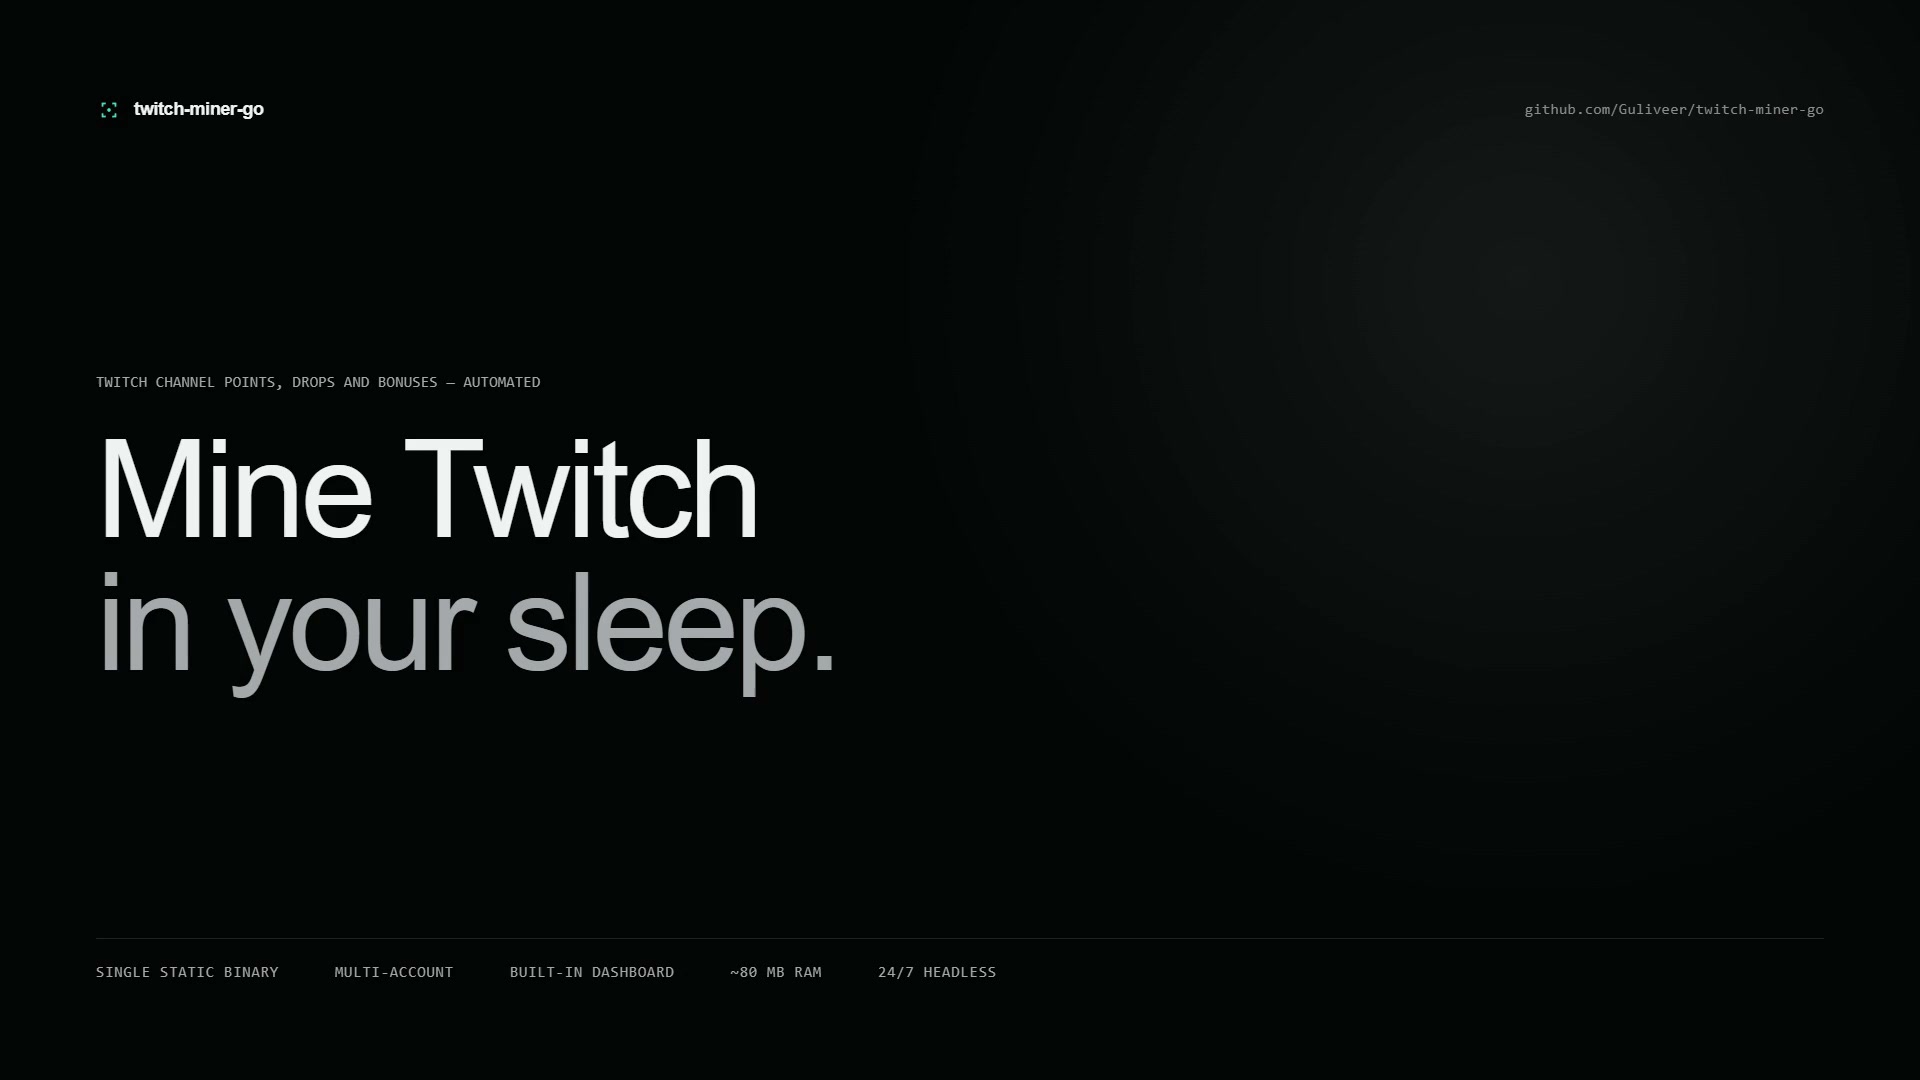 twitch-miner-go
github.com/Guliveer/twitch-miner-go
TWITCH CHANNEL POINTS, DROPS AND BONUSES — AUTOMATED
Mine Twitch
in your sleep.
SINGLE STATIC BINARY MULTI-ACCOUNT BUILT-IN DASHBOARD ~80 MB RAM 24/7 HEADLESS